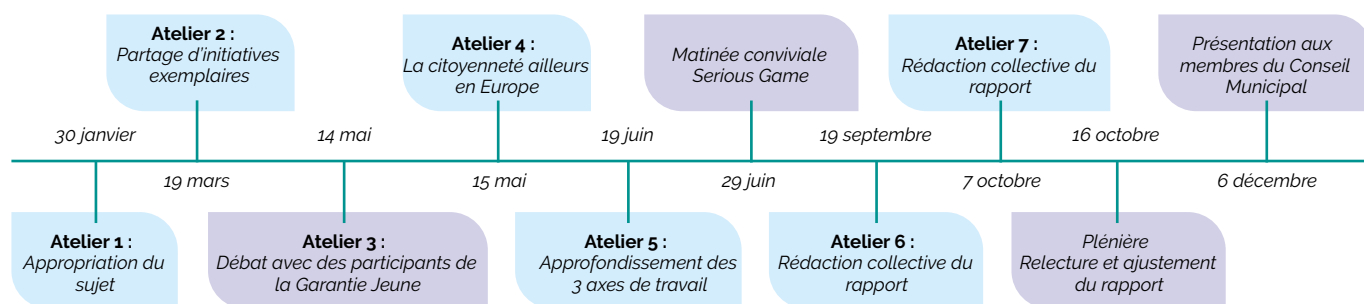 Atelier 2 :
Partage d'initiatives
exemplaires
Atelier 4 :
La citoyenneté ailleurs
en Europe
Matinée conviviale
Serious Game
Atelier 7 :
Rédaction collective du
rapport
Présentation aux
membres du Conseil
Municipal
30 janvier
14 mai
19 juin
19 septembre
16 octobre
19 mars
15 mai
29 juin
7 octobre
6 décembre
Atelier 1 :
Appropriation du
sujet
Atelier 3 :
Débat avec des participants de
la Garantie Jeune
Atelier 5 :
Approfondissement des
3 axes de travail
Atelier 6 :
Rédaction collective du
rapport
Plénière
Relecture et ajustement
du rapport